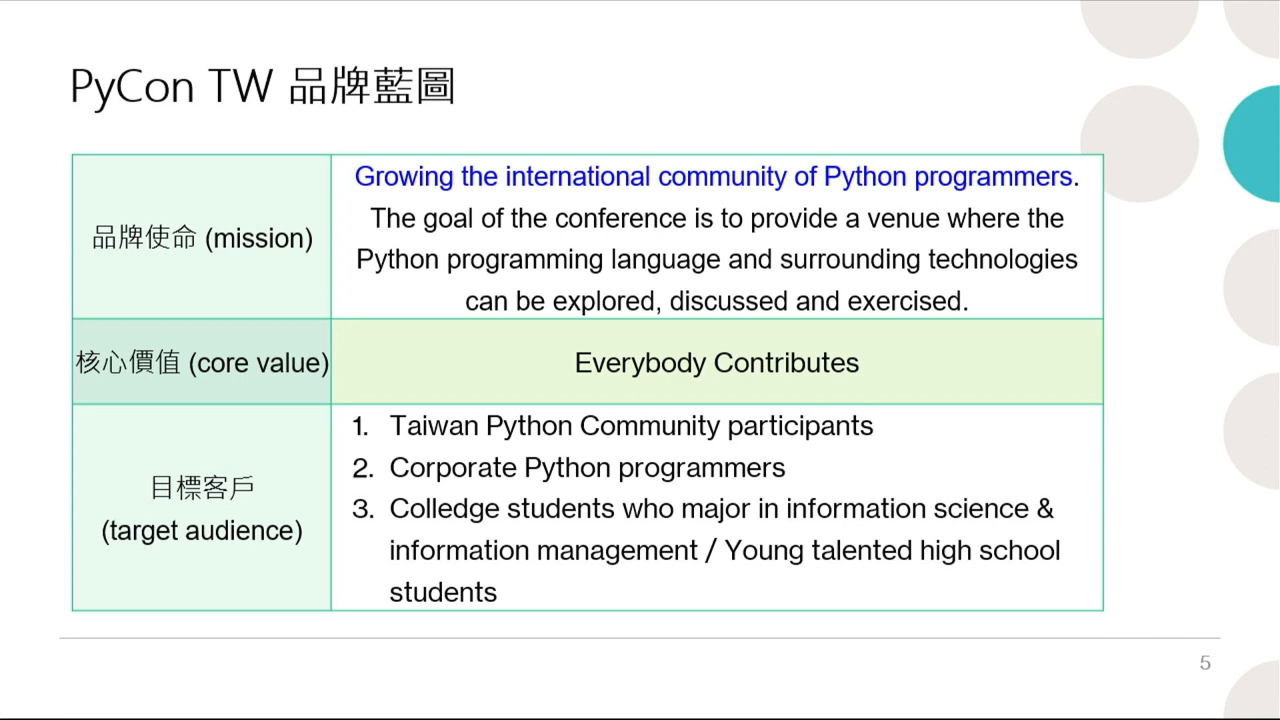 PyCon TW 品牌藍圖
品牌使命 (mission)
Growing the international community of Python programmers.
The goal of the conference is to provide a venue where the
Python programming language and surrounding technologies
can be explored, discussed and exercised.
核心價值 (core value)
Everybody Contributes
目標客戶
(target audience)
1. Taiwan Python Community participants
2. Corporate Python programmers
3. Colledge students who major in information science &
information management / Young talented high school
students
5